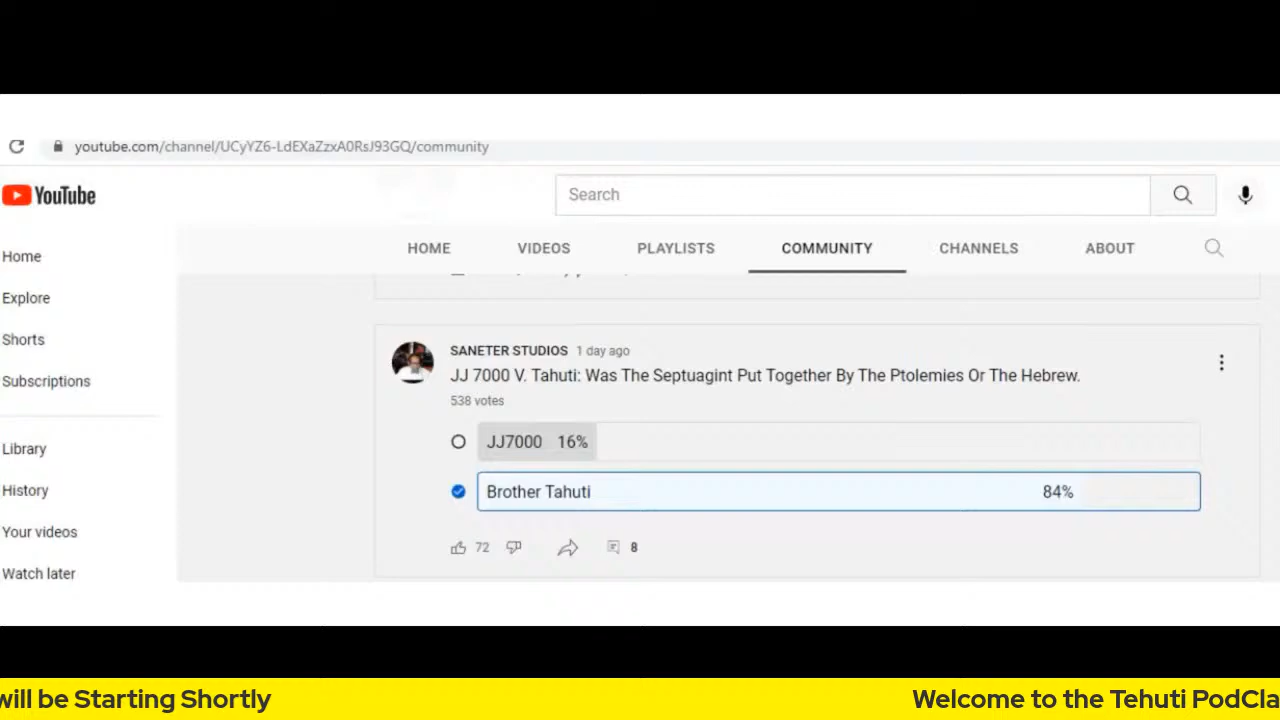 youtube.com/channel/UCyYZ6-LdEXaZzxA0RsJ93GQ/community
YouTube
Search
HOME VIDEOS PLAYLISTS COMMUNITY CHANNELS ABOUT
Home
Explore
Shorts
Subscriptions
Library
History
Your videos
Watch later
SANETER STUDIOS 1 day ago
JJ 7000 V. Tahuti: Was The Septuagint Put Together By The Ptolemies Or The Hebrew.
538 votes
JJ7000 16%
Brother Tahuti 84%
72 8
will be Starting Shortly Welcome to the Tehuti PodCla